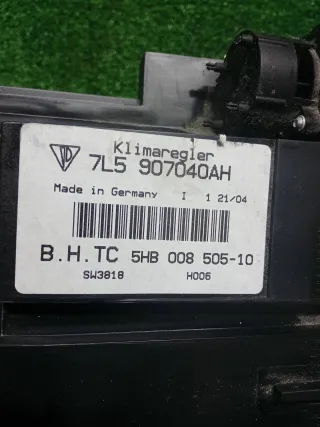 Klimaregler
7L5 907040AH
Made in Germany I 1 21/04
B.H.TC 5HB 008 505-10
SW3818 H006